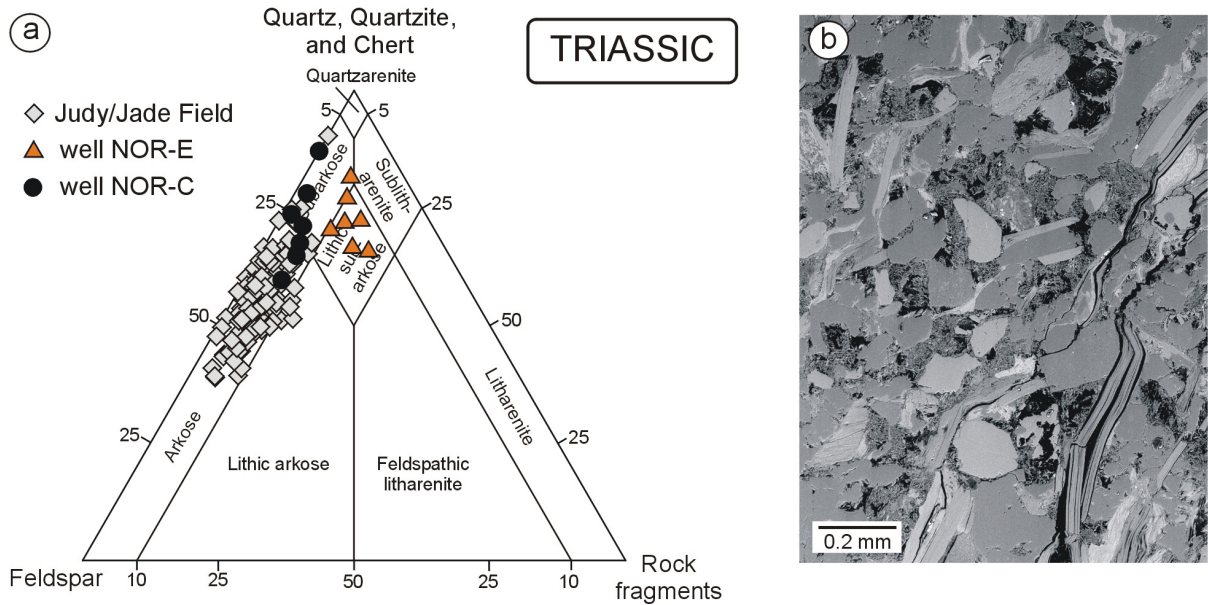 a
Quartz, Quartzite,
and Chert
TRIASSIC
b
Quartzarenite
Judy/Jade Field
well NOR-E
well NOR-C
5
5
Subarkose
Sublith-
arenite
25
25
Lithic
sub
arkose
50
50
Litharenite
25
25
Arkose
Lithic arkose
Feldspathic
litharenite
Feldspar
10
25
50
25
10
Rock
fragments
0.2 mm